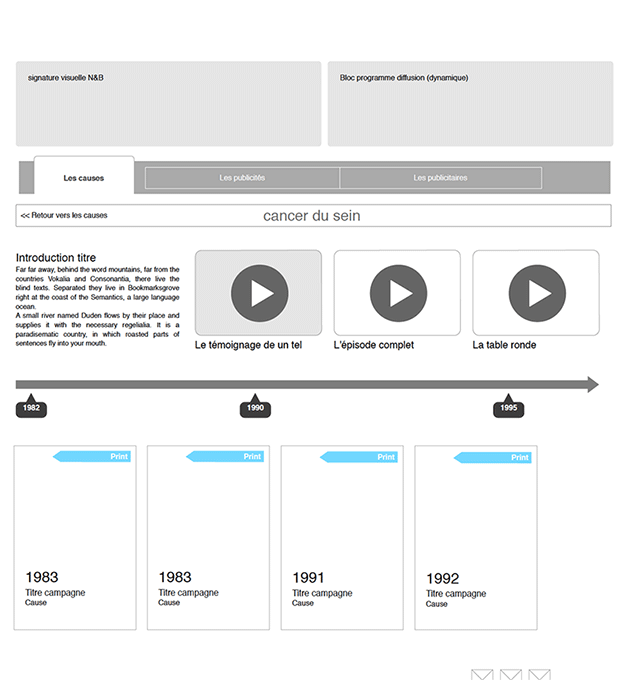 signature visuelle N&B
Bloc programme diffusion (dynamique)
Les causes
Les publicités
Les publicitaires
<< Retour vers les causes
cancer du sein
Introduction titre
Far far away, behind the word mountains, far from the
countries Vokalia and Consonantia, there live the
blind texts. Separated they live in Bookmarksgrove
right at the coast of the Semantics, a large language
ocean.
A small river named Duden flows by their place and
supplies it with the necessary regelialia. It is a
paradisematic country, in which roasted parts of
sentences fly into your mouth.
Le témoignage de un tel
L'épisode complet
La table ronde
1982
1990
1995
Print
Print
Print
Print
1983
Titre campagne
Cause
1983
Titre campagne
Cause
1991
Titre campagne
Cause
1992
Titre campagne
Cause